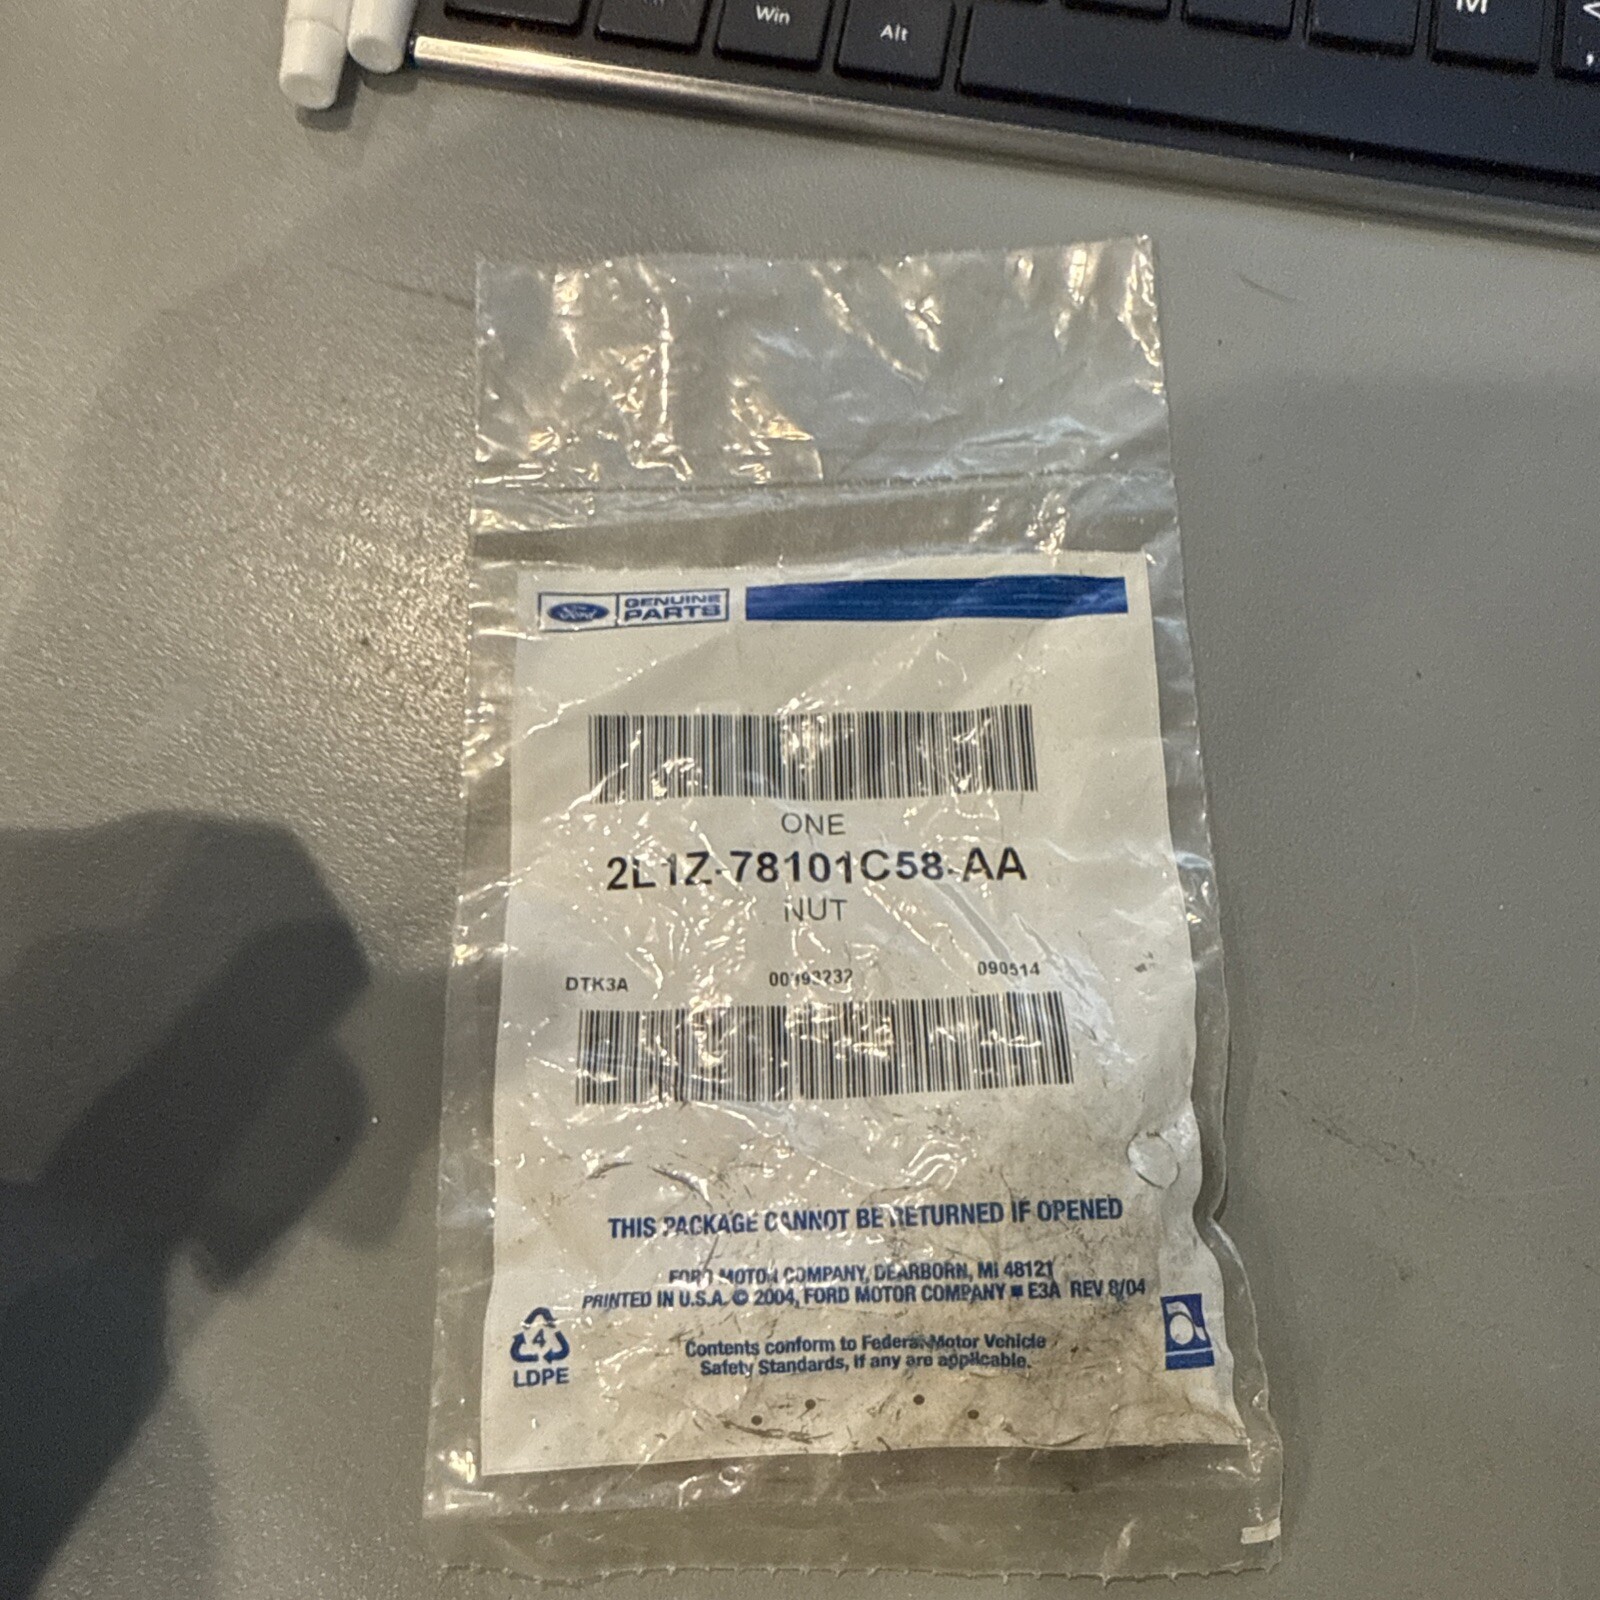 Win
Alt
M
Ford GENUINE
PARTS
ONE
2L1Z-78101C58-AA
NUT
DTK3A 090514
THIS PACKAGE CANNOT BE RETURNED IF OPENED
FORD MOTOR COMPANY, DEARBORN, MI 48121
PRINTED IN U.S.A. © 2004, FORD MOTOR COMPANY ■ E3A REV 8/04
4
LDPE
Contents conform to Federal Motor Vehicle
Safety Standards, if any are applicable.